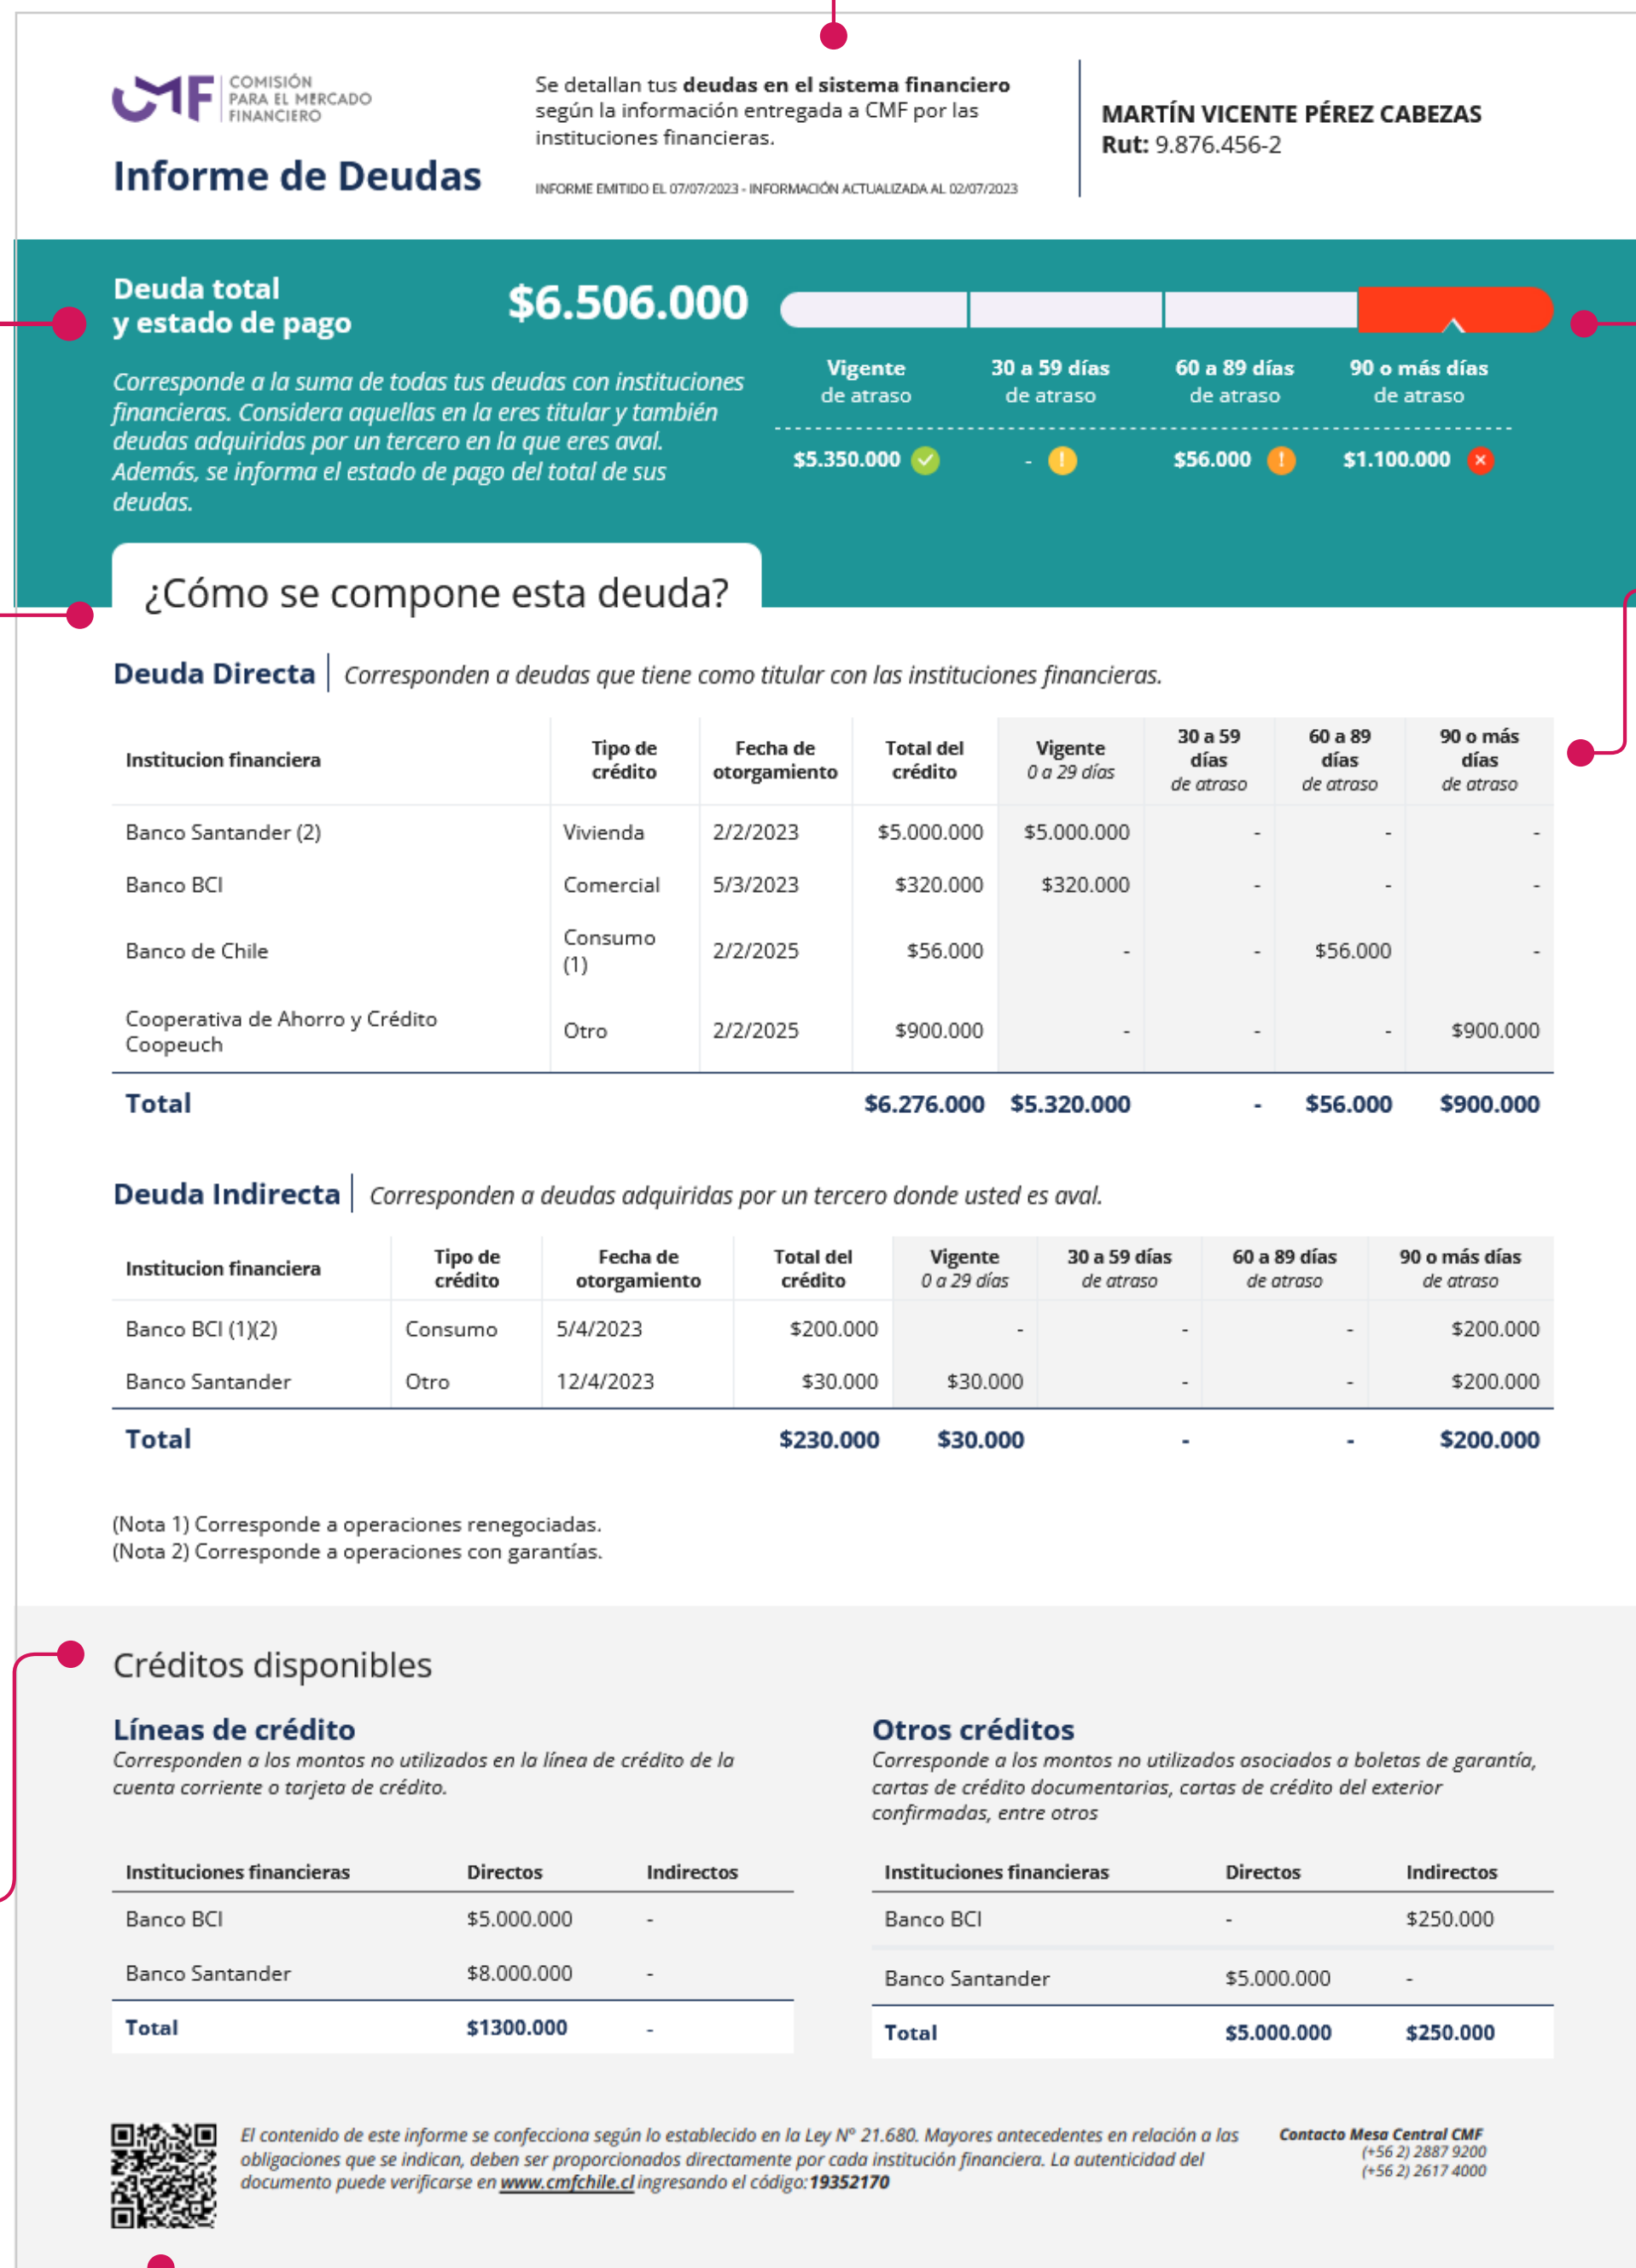 CMF
COMISIÓN
PARA EL MERCADO
FINANCIERO
Informe de Deudas
Se detallan tus deudas en el sistema financiero
según la información entregada a CMF por las
instituciones financieras.
INFORME EMITIDO EL 07/07/2023 - INFORMACIÓN ACTUALIZADA AL 02/07/2023
MARTÍN VICENTE PÉREZ CABEZAS
Rut: 9.876.456-2
Deuda total
y estado de pago
$6.506.000
Corresponde a la suma de todas tus deudas con instituciones
financieras. Considera aquellas en la eres titular y también
deudas adquiridas por un tercero en la que eres aval.
Además, se informa el estado de pago del total de sus
deudas.
Vigente 30 a 59 días 60 a 89 días 90 o más días
de atraso de atraso de atraso de atraso
$5.350.000 - $56.000 $1.100.000
¿Cómo se compone esta deuda?
Deuda Directa Corresponden a deudas que tiene como titular con las instituciones financieras.
Institucion financiera Tipo de crédito Fecha de otorgamiento Total del crédito Vigente 0 a 29 días 30 a 59 días de atraso 60 a 89 días de atraso 90 o más días de atraso
Banco Santander (2) Vivienda 2/2/2023 $5.000.000 $5.000.000 - - -
Banco BCI Comercial 5/3/2023 $320.000 $320.000 - - -
Banco de Chile Consumo (1) 2/2/2025 $56.000 - - $56.000 -
Cooperativa de Ahorro y Crédito Coopeuch Otro 2/2/2025 $900.000 - - - $900.000
Total $6.276.000 $5.320.000 - $56.000 $900.000
Deuda Indirecta Corresponden a deudas adquiridas por un tercero donde usted es aval.
Institucion financiera Tipo de crédito Fecha de otorgamiento Total del crédito Vigente 0 a 29 días 30 a 59 días de atraso 60 a 89 días de atraso 90 o más días de atraso
Banco BCI (1)(2) Consumo 5/4/2023 $200.000 - - - $200.000
Banco Santander Otro 12/4/2023 $30.000 $30.000 - - $200.000
Total $230.000 $30.000 - - $200.000
(Nota 1) Corresponde a operaciones renegociadas.
(Nota 2) Corresponde a operaciones con garantías.
Créditos disponibles
Líneas de crédito
Corresponden a los montos no utilizados en la línea de crédito de la
cuenta corriente o tarjeta de crédito.
Instituciones financieras Directos Indirectos
Banco BCI $5.000.000 -
Banco Santander $8.000.000 -
Total $1300.000 -
Otros créditos
Corresponde a los montos no utilizados asociados a boletas de garantía,
cartas de crédito documentarias, cartas de crédito del exterior
confirmadas, entre otros
Instituciones financieras Directos Indirectos
Banco BCI - $250.000
Banco Santander $5.000.000 -
Total $5.000.000 $250.000
El contenido de este informe se confecciona según lo establecido en la Ley N° 21.680. Mayores antecedentes en relación a las
obligaciones que se indican, deben ser proporcionados directamente por cada institución financiera. La autenticidad del
documento puede verificarse en www.cmfchile.cl ingresando el código:19352170
Contacto Mesa Central CMF
(+56 2) 2887 9200
(+56 2) 2617 4000